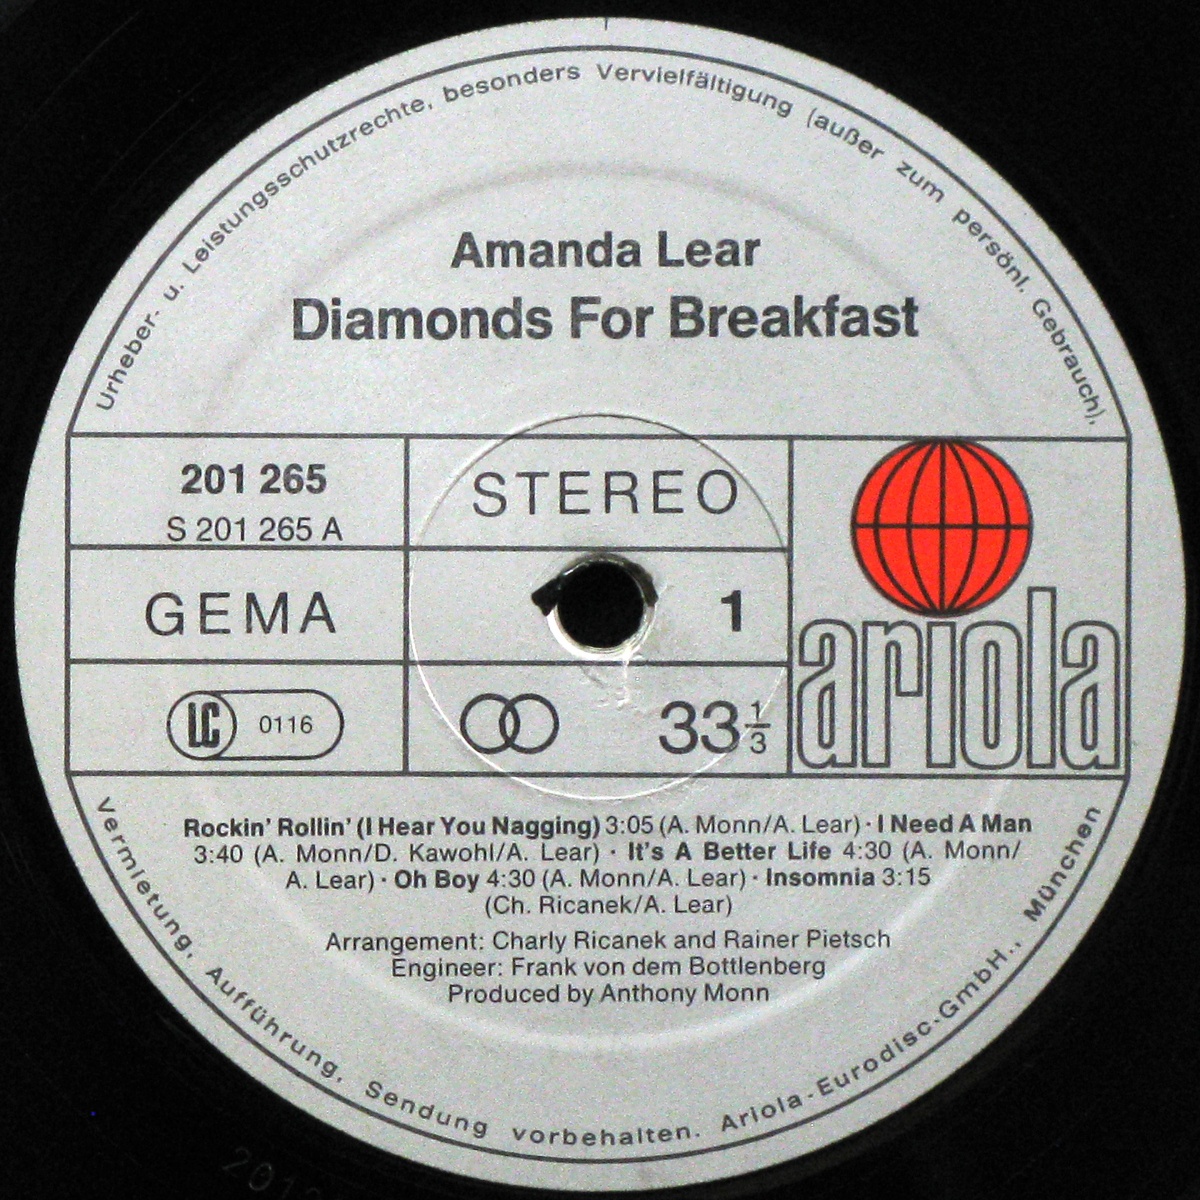 Urheber- u. Leistungsschutzrechte, besonders Vervielfältigung (außer zum persönl. Gebrauch),
Amanda Lear
Diamonds For Breakfast
201 265
S 201 265 A
STEREO
GEMA
1
LC 0116
33 1/3
ariola
Rockin' Rollin' (I Hear You Nagging) 3:05 (A. Monn/A. Lear) · I Need A Man
3:40 (A. Monn/D. Kawohl/A. Lear) · It's A Better Life 4:30 (A. Monn/
A. Lear) · Oh Boy 4:30 (A. Monn/A. Lear) · Insomnia 3:15
(Ch. Ricanek/A. Lear)
Arrangement: Charly Ricanek and Rainer Pietsch
Engineer: Frank von dem Bottlenberg
Produced by Anthony Monn
Vermietung, Aufführung, Sendung vorbehalten. Ariola-Eurodisc-GmbH., München